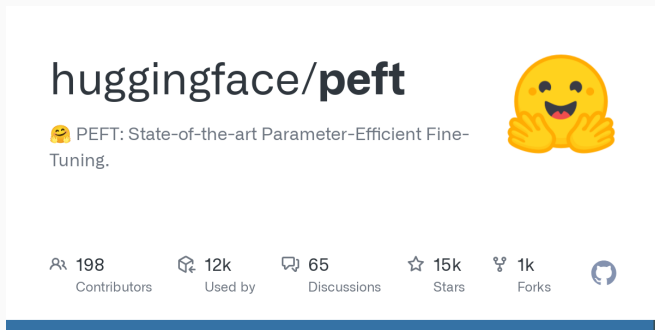 huggingface/peft
🤗 PEFT: State-of-the-art Parameter-Efficient Fine-
Tuning.
198 12k 65 15k 1k
Contributors Used by Discussions Stars Forks